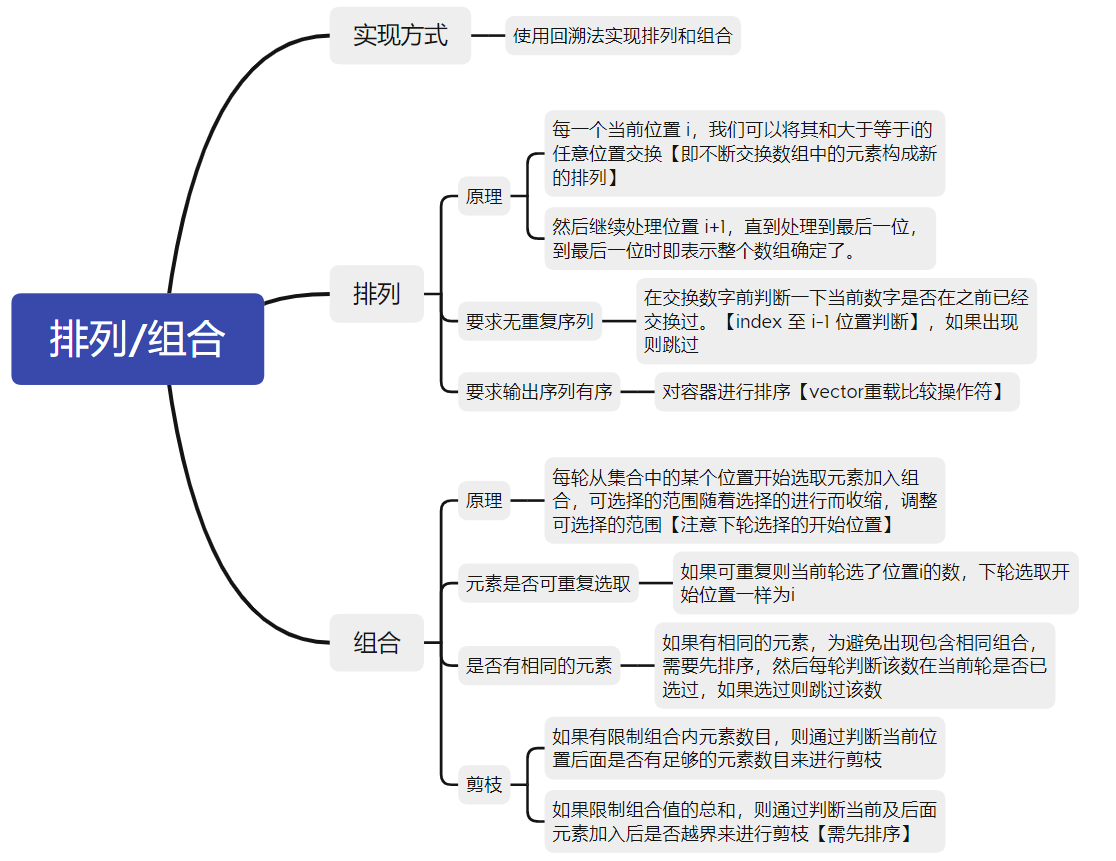 排列/组合
实现方式
使用回溯法实现排列和组合
排列
原理
每一个当前位置 i，我们可以将其和大于等于i的
任意位置交换【即不断交换数组中的元素构成新
的排列】
然后继续处理位置 i+1，直到处理到最后一位，
到最后一位时即表示整个数组确定了。
要求无重复序列
在交换数字前判断一下当前数字是否在之前已经
交换过。【index 至 i-1 位置判断】，如果出现
则跳过
要求输出序列有序
对容器进行排序【vector重载比较操作符】
组合
原理
每轮从集合中的某个位置开始选取元素加入组
合，可选择的范围随着选择的进行而收缩，调整
可选择的范围【注意下轮选择的开始位置】
元素是否可重复选取
如果可重复则当前轮选了位置i的数，下轮选取开
始位置一样为i
是否有相同的元素
如果有相同的元素，为避免出现包含相同组合，
需要先排序，然后每轮判断该数在当前轮是否已
选过，如果选过则跳过该数
剪枝
如果有限制组合内元素数目，则通过判断当前位
置后面是否有足够的元素数目来进行剪枝
如果限制组合值的总和，则通过判断当前及后面
元素加入后是否越界来进行剪枝【需先排序】